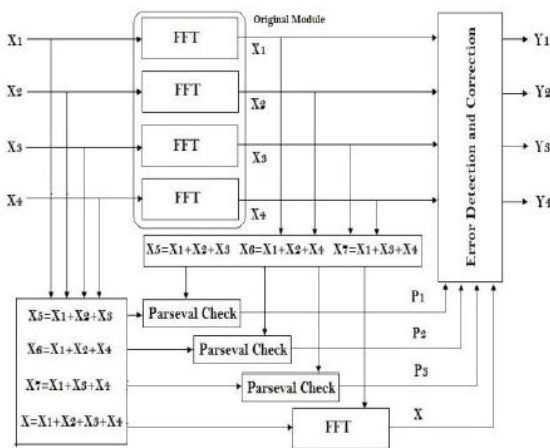 Original Module
X1 FFT X1 Y1
X2 FFT X2 Y2
X3 FFT X3 Y3
X4 FFT X4 Y4
Error Detection and Correction
X5=X1+X2+X3 X6=X1+X2+X4 X7=X1+X3+X4
X5=X1+X2+X3 Parseval Check P1
X6=X1+X2+X4 Parseval Check P2
X7=X1+X3+X4 Parseval Check P3
X=X1+X2+X3+X4 FFT X